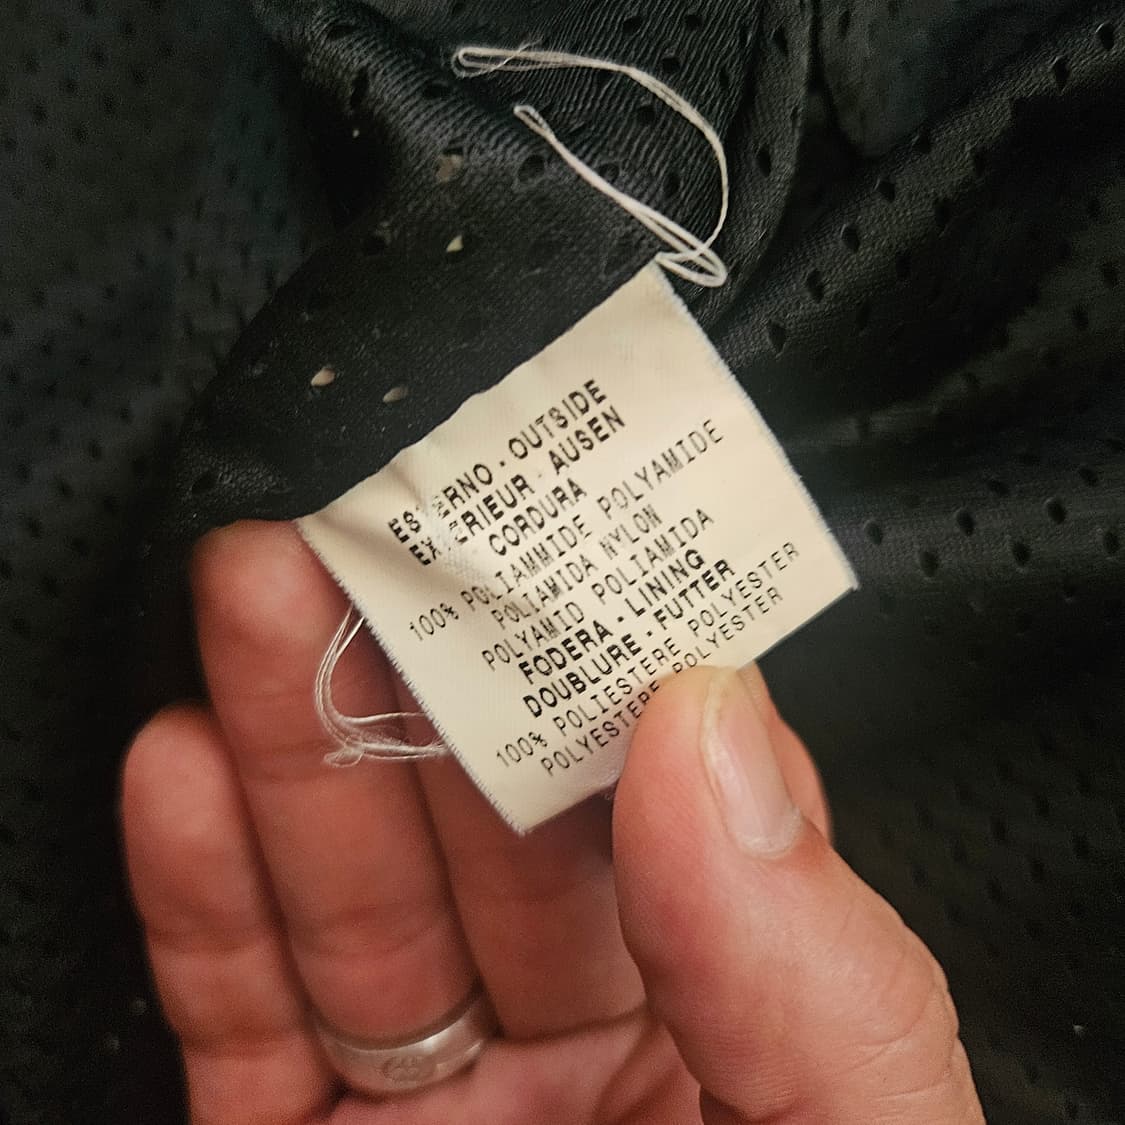 ESTERNO - OUTSIDE
EXTERIEUR - AUSEN
CORDURA
100% POLIAMMIDE POLYAMIDE
POLIAMIDA NYLON
POLYAMID POLIAMIDA
FODERA - LINING
DOUBLURE - FUTTER
100% POLIESTERE POLYESTER
POLYESTERE POLYESTER